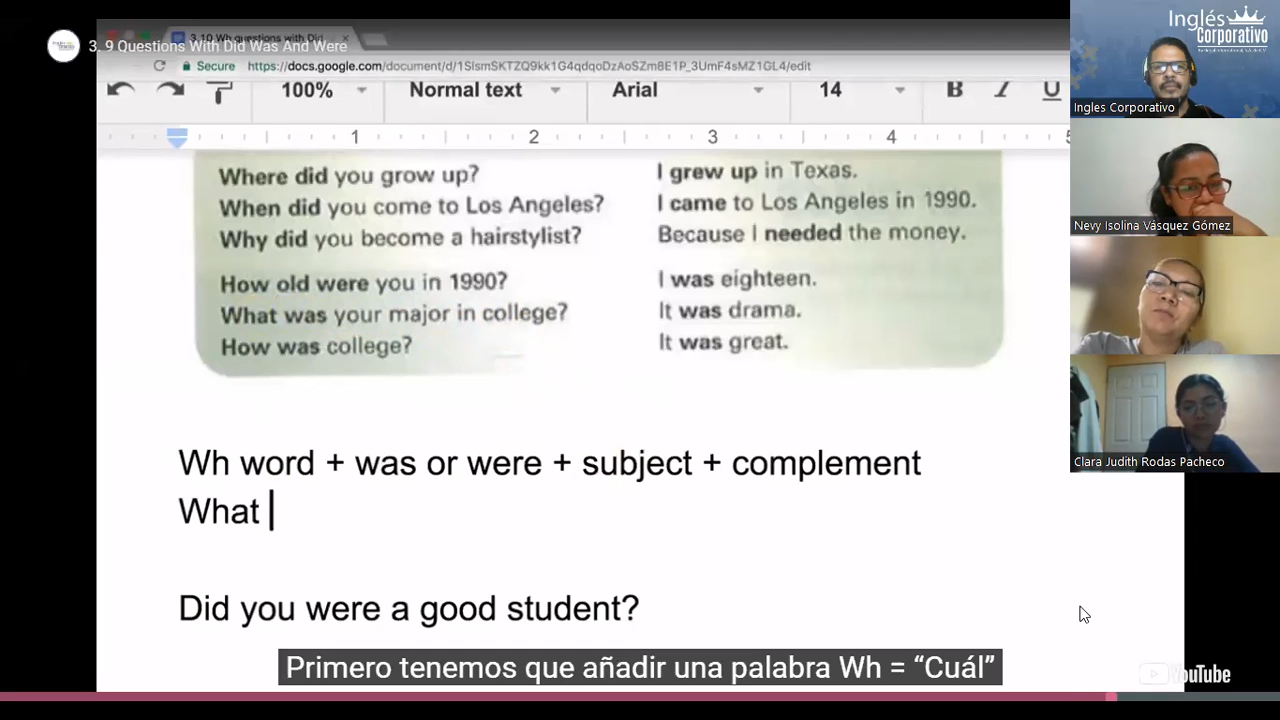 3. 9 Questions With Did Was And Were
Inglés
Corporativo
Secure https://docs.google.com/document/d/
/edit
100% Normal text Arial 14 B I U
1 2 3 4
Ingles Corporativo
Where did you grow up? I grew up in Texas.
When did you come to Los Angeles? I came to Los Angeles in 1990.
Why did you become a hairstylist? Because I needed the money.
How old were you in 1990? I was eighteen.
What was your major in college? It was drama.
How was college? It was great.
Nevy Isolina Vásquez Gómez
Clara Judith Rodas Pacheco
Wh word + was or were + subject + complement
What
Did you were a good student?
Primero tenemos que añadir una palabra Wh = “Cuál”
YouTube